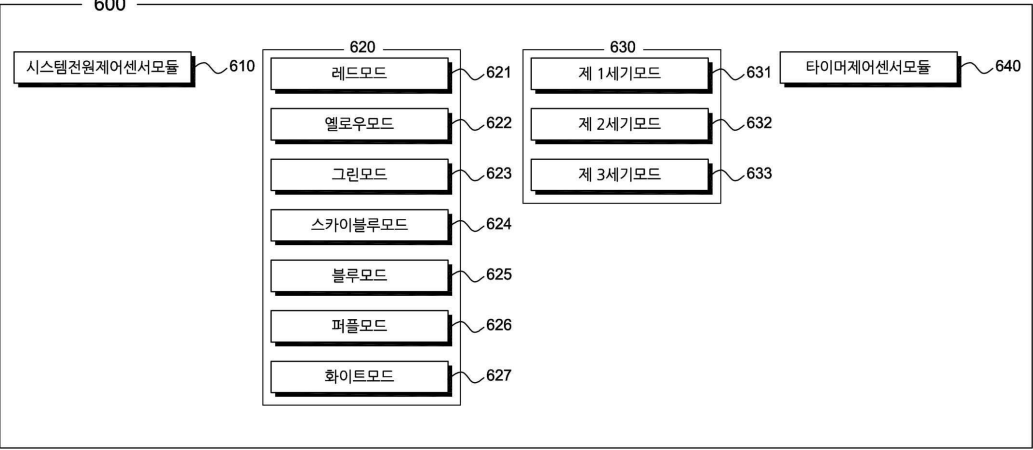 600
시스템전원제어센서모듈 610
620
레드모드 621
옐로우모드 622
그린모드 623
스카이블루모드 624
블루모드 625
퍼플모드 626
화이트모드 627
630
제 1세기모드 631
제 2세기모드 632
제 3세기모드 633
타이머제어센서모듈 640